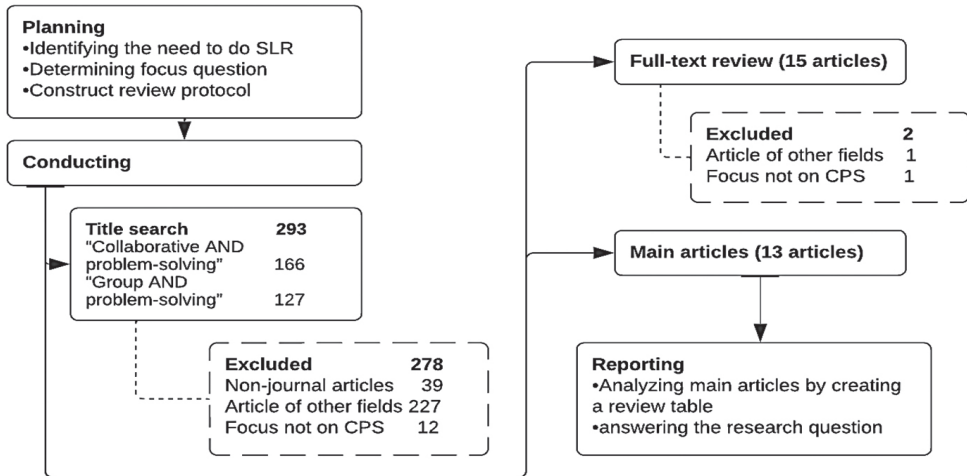 Planning
•Identifying the need to do SLR
•Determining focus question
•Construct review protocol
Conducting
Title search 293
"Collaborative AND
problem-solving" 166
"Group AND
problem-solving" 127
Excluded 278
Non-journal articles 39
Article of other fields 227
Focus not on CPS 12
Full-text review (15 articles)
Excluded 2
Article of other fields 1
Focus not on CPS 1
Main articles (13 articles)
Reporting
•Analyzing main articles by creating
a review table
•answering the research question